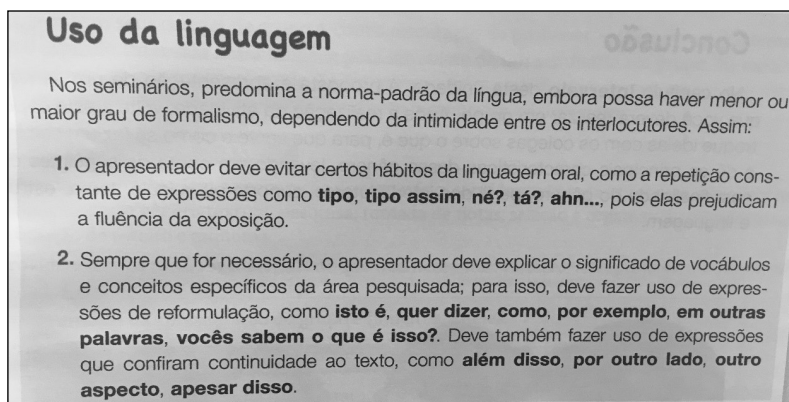 Uso da linguagem
Nos seminários, predomina a norma-padrão da língua, embora possa haver menor ou
maior grau de formalismo, dependendo da intimidade entre os interlocutores. Assim:
1. O apresentador deve evitar certos hábitos da linguagem oral, como a repetição cons-
tante de expressões como tipo, tipo assim, né?, tá?, ahn..., pois elas prejudicam
a fluência da exposição.
2. Sempre que for necessário, o apresentador deve explicar o significado de vocábulos
e conceitos específicos da área pesquisada; para isso, deve fazer uso de expres-
sões de reformulação, como isto é, quer dizer, como, por exemplo, em outras
palavras, vocês sabem o que é isso?. Deve também fazer uso de expressões
que confiram continuidade ao texto, como além disso, por outro lado, outro
aspecto, apesar disso.